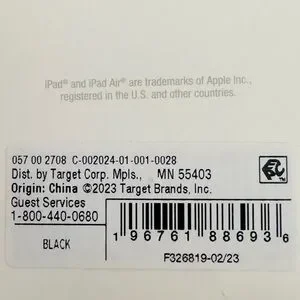 iPad® and iPad Air® are trademarks of Apple Inc.,
registered in the U.S. and other countries.
057 00 2708 C-002024-01-001-0028
Dist. by Target Corp. Mpls., MN 55403
Origin: China ©2023 Target Brands, Inc.
Guest Services
1-800-440-0680
BLACK
1 96761 88693 6
F326819-02/23